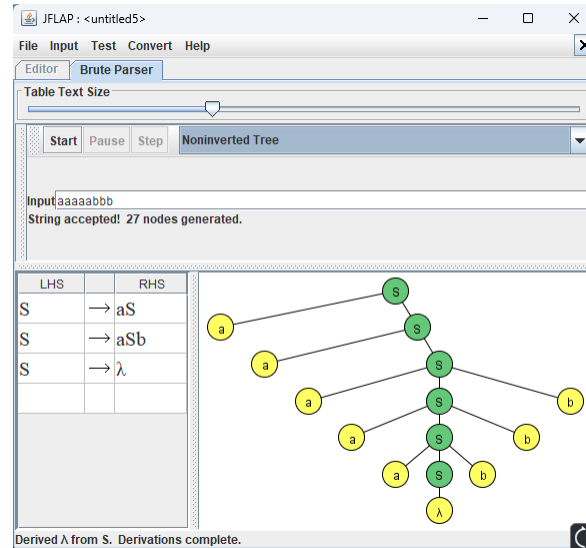 JFLAP : <untitled5>
File Input Test Convert Help
Editor Brute Parser
Table Text Size
Start Pause Step Noninverted Tree
Input aaaaabbb
String accepted! 27 nodes generated.
LHS RHS
S → aS
S → aSb
S → λ
S
a S
a S
a S b
a S b
a S b
λ
Derived λ from S. Derivations complete.